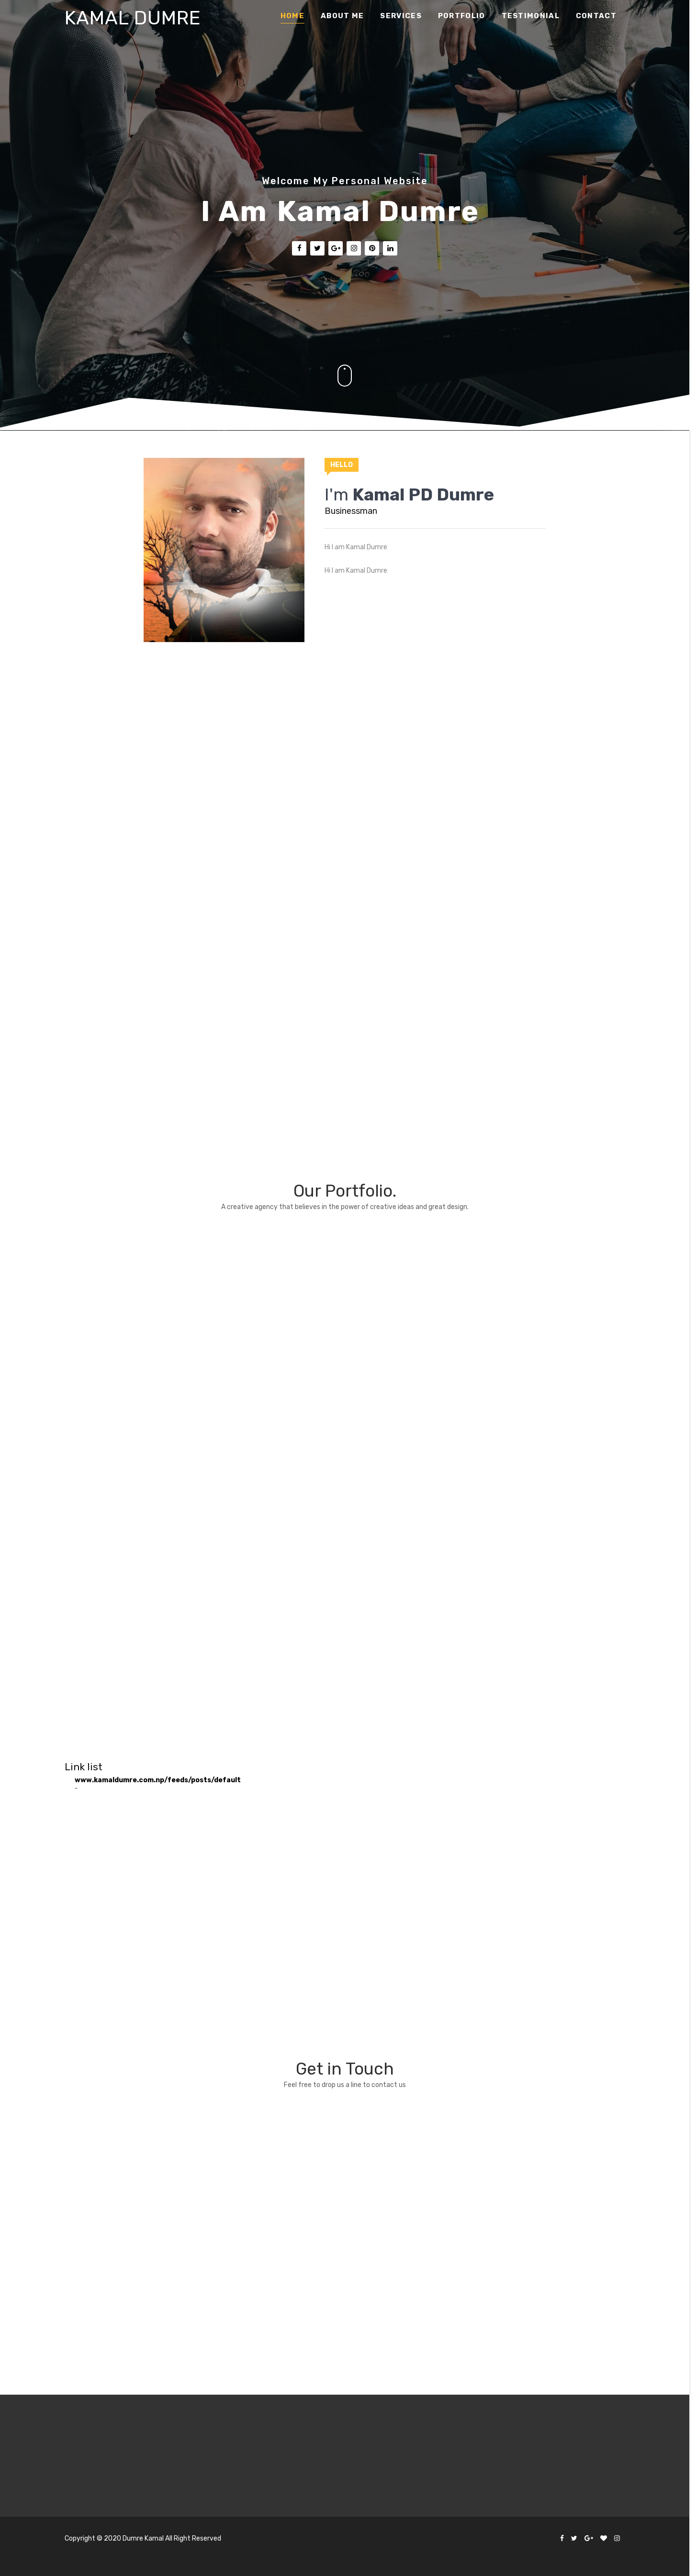 KAMAL DUMRE
HOME ABOUT ME SERVICES PORTFOLIO TESTIMONIAL CONTACT
Welcome My Personal Website
I Am Kamal Dumre
HELLO
I'm Kamal PD Dumre
Businessman
Hi I am Kamal Dumre
Hi I am Kamal Dumre
Our Portfolio.
A creative agency that believes in the power of creative ideas and great design.
Link list
www.kamaldumre.com.np/feeds/posts/default
Get in Touch
Feel free to drop us a line to contact us
Copyright © 2020 Dumre Kamal All Right Reserved